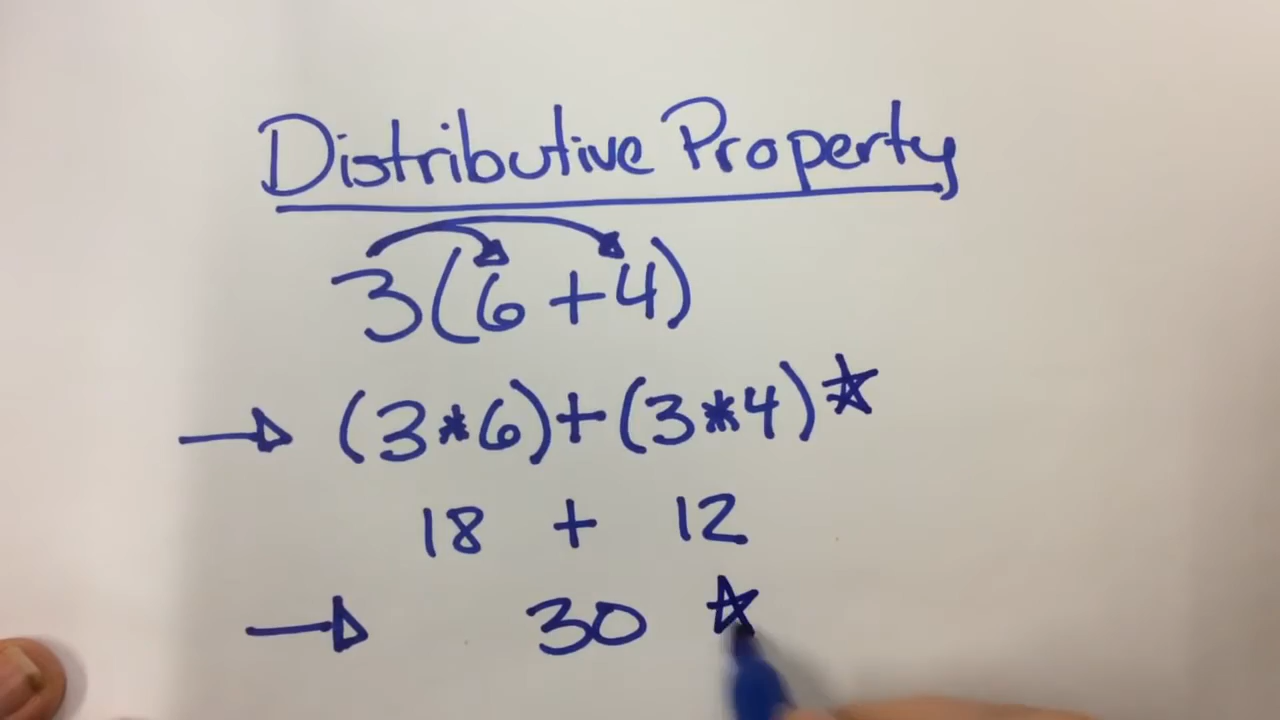 Distributive Property
3(6+4)
(3*6)+(3*4)
18 + 12
30